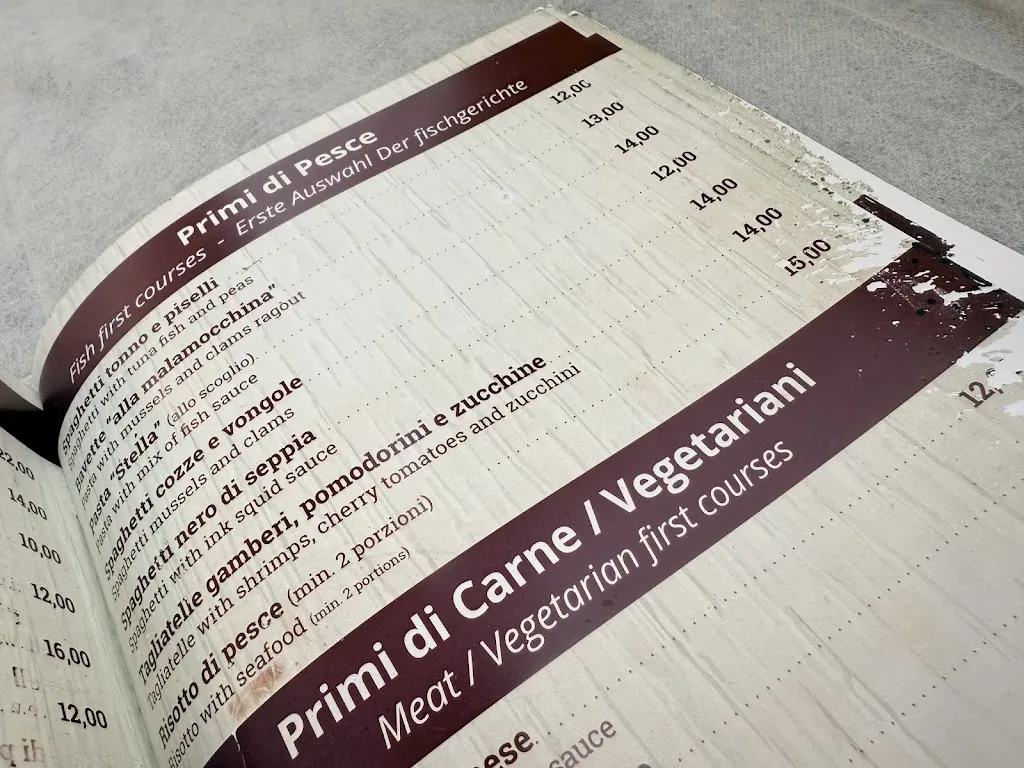 Primi di Pesce
Fish first courses - Erste Auswahl Der fischgerichte
Spaghetti tonno e piselli 12,00
Spaghetti with tuna fish and peas
Bavette "alla malamocchina" 13,00
Pasta with mussels and clams ragout
Pasta "Stella" (allo scoglio) 14,00
Pasta with mix of fish sauce
Spaghetti cozze e vongole 12,00
Spaghetti mussels and clams
Spaghetti nero di seppia 14,00
Spaghetti with ink squid sauce
Tagliatelle gamberi, pomodorini e zucchine 14,00
Tagliatelle with shrimps, cherry tomatoes and zucchini
Risotto di pesce (min. 2 porzioni) 15,00
Risotto with seafood (min. 2 portions)
Primi di Carne / Vegetariani
Meat / Vegetarian first courses
12,
ese
sauce
22,00
14,00
10,00
12,00
16,00
12,00